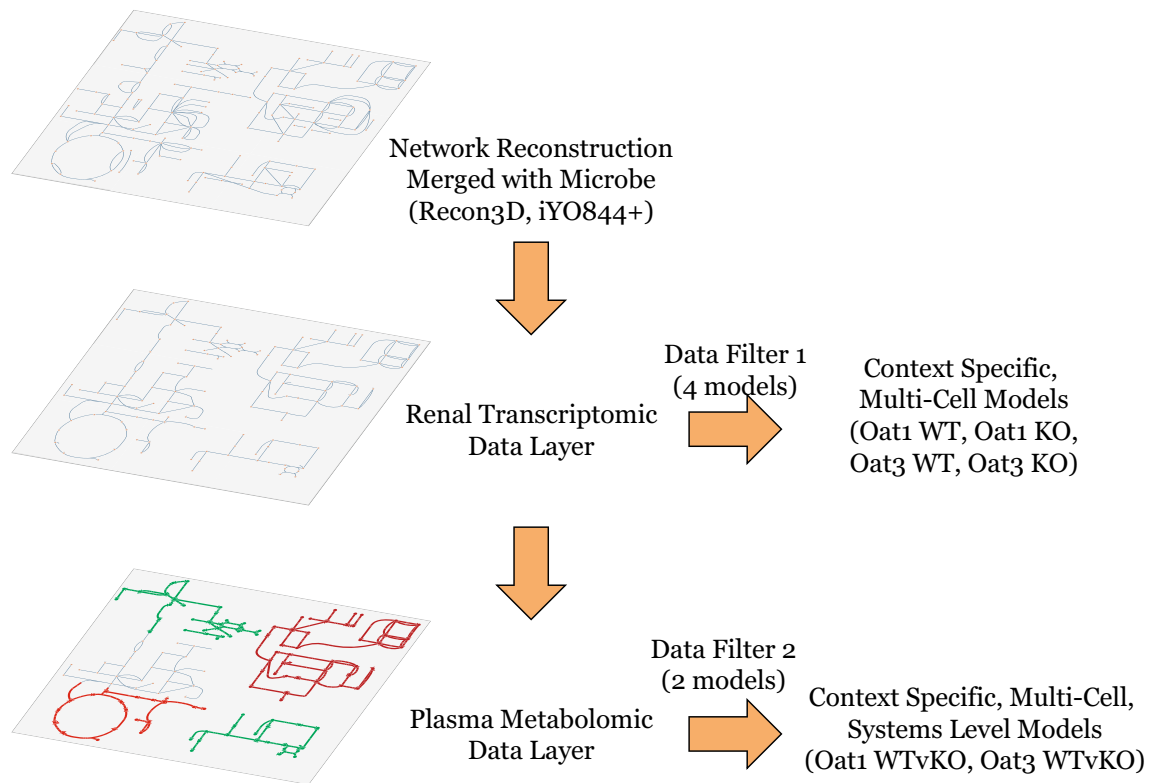 Network Reconstruction
Merged with Microbe
(Recon3D, iYO844+)
Data Filter 1
(4 models)
Renal Transcriptomic
Data Layer
Context Specific,
Multi-Cell Models
(Oat1 WT, Oat1 KO,
Oat3 WT, Oat3 KO)
Data Filter 2
(2 models)
Plasma Metabolomic
Data Layer
Context Specific, Multi-Cell,
Systems Level Models
(Oat1 WTvKO, Oat3 WTvKO)